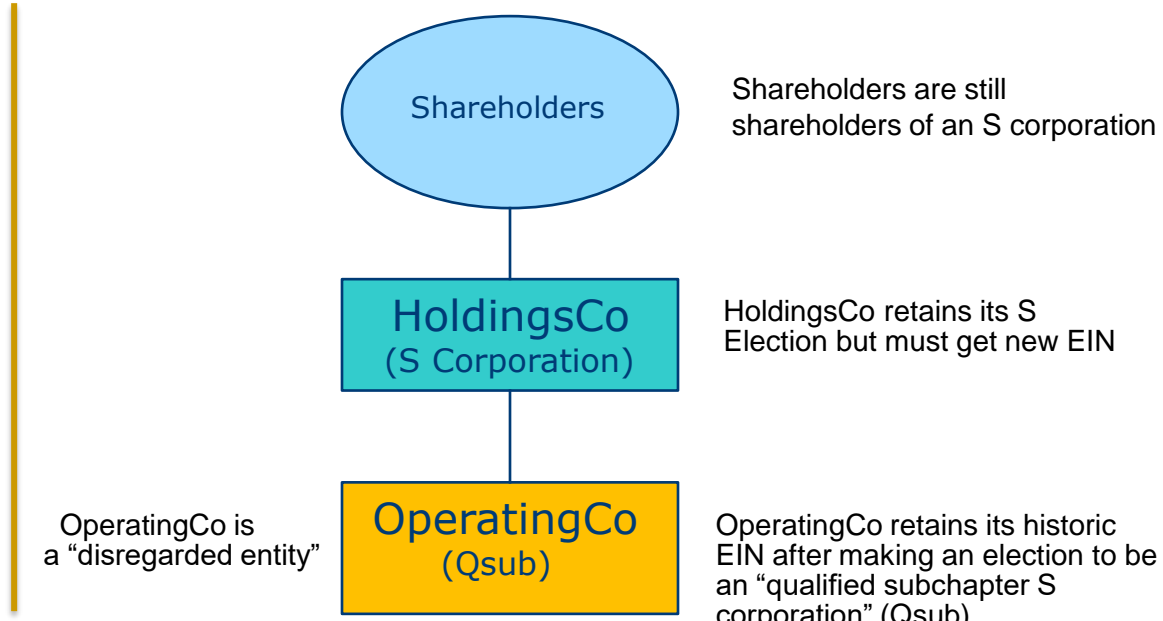 Shareholders
Shareholders are still
shareholders of an S corporation
HoldingsCo
(S Corporation)
HoldingsCo retains its S
Election but must get new EIN
OperatingCo is
a “disregarded entity”
OperatingCo
(Qsub)
OperatingCo retains its historic
EIN after making an election to be
an “qualified subchapter S
corporation” (Qsub)